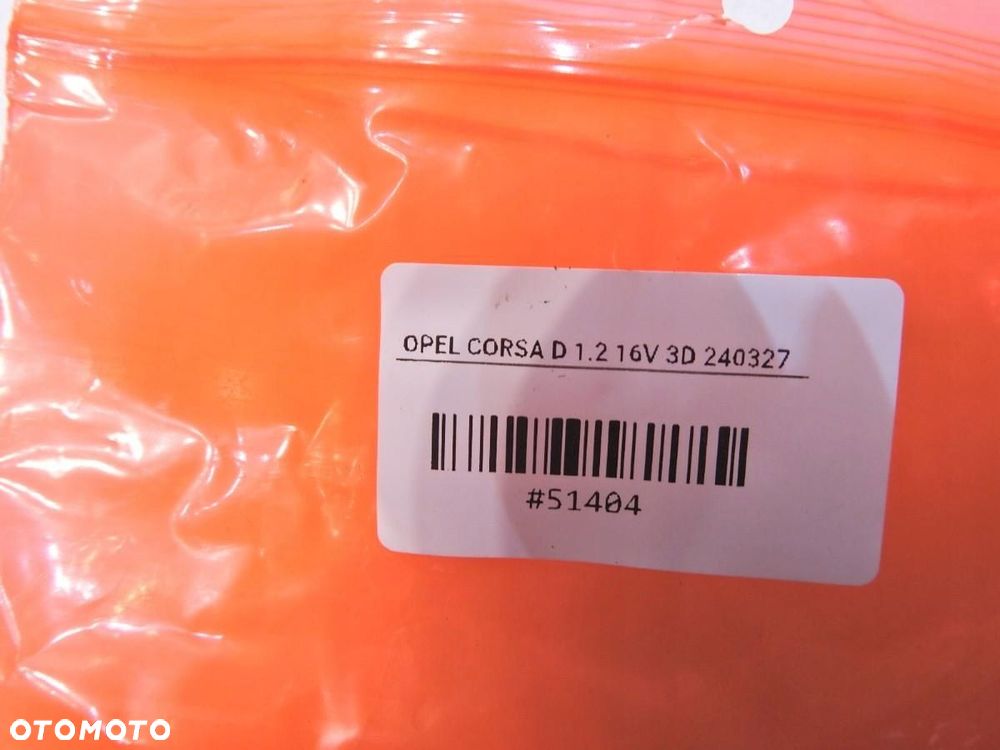 OPEL CORSA D 1.2 16V 3D 240327
#51404
OTOMOTO